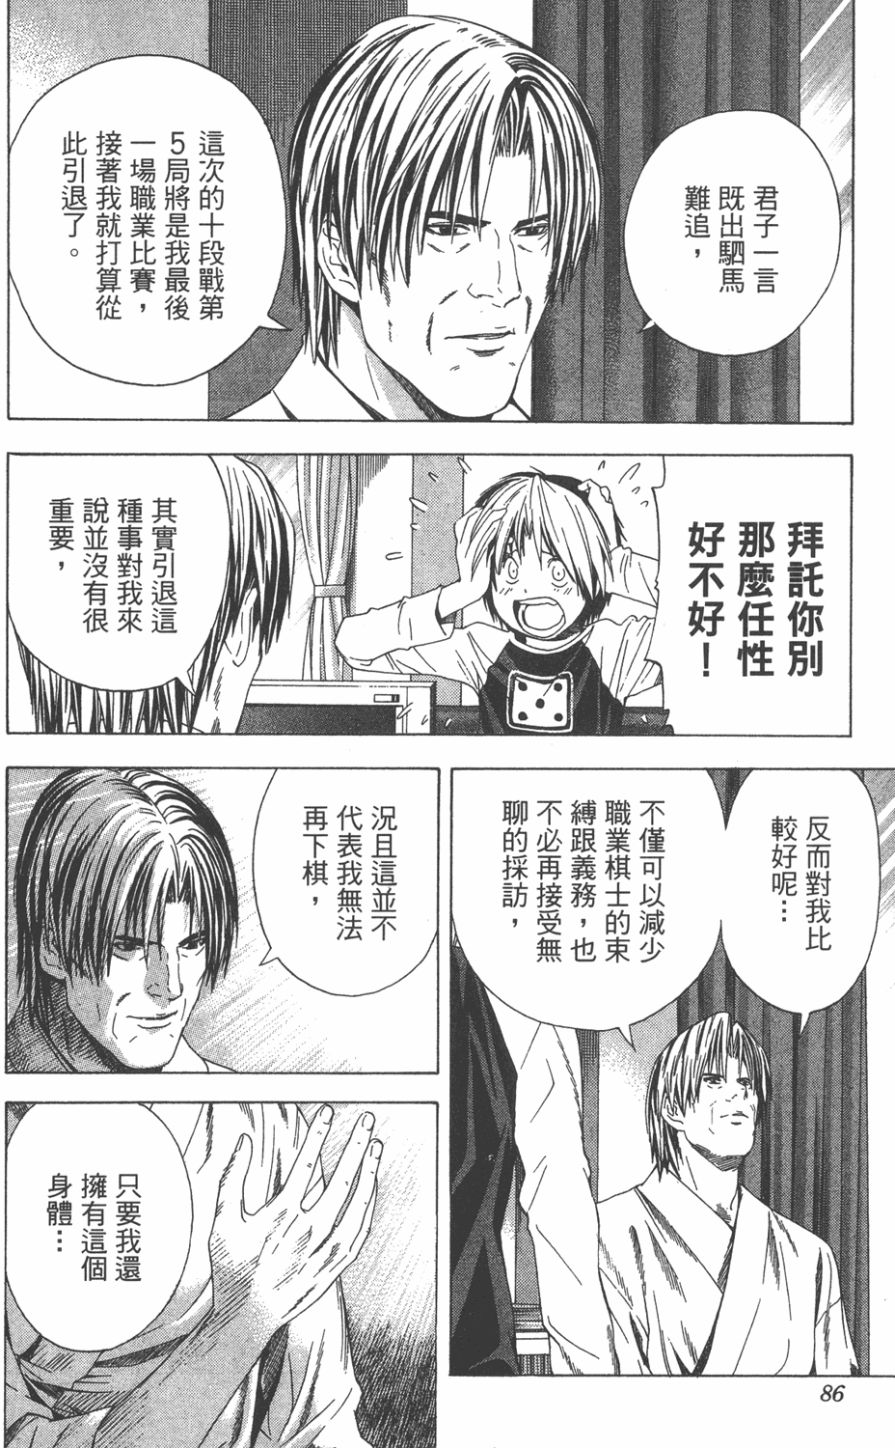 君子一言
既出駟馬
難追，
這次的十段戰第
5局將是我最後
一場職業比賽，
接著我就打算從
此引退了。
拜託你別
那麼任性
好不好！
其實引退這
種事對我來
說並沒有很
重要，
反而對我比
較好呢…
不僅可以減少
職業棋士的束
縛跟義務，也
不必再接受無
聊的採訪，
況且這並不
代表我無法
再下棋，
只要我還
擁有這個
身體…
86